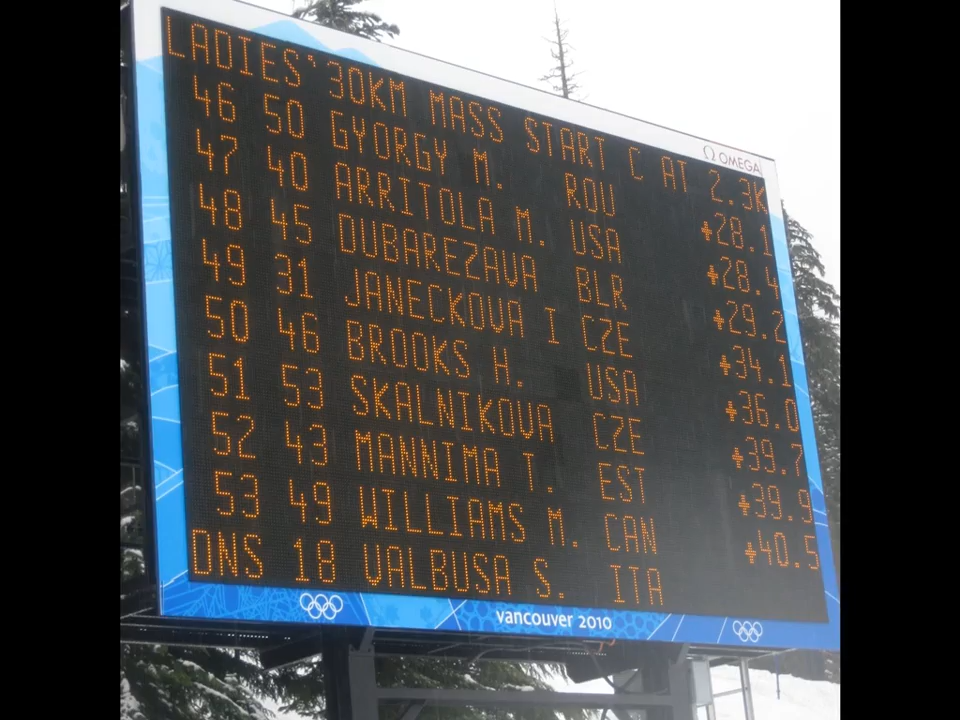 LADIES'30KM MASS START C AT 2.3K
46 50 GYORGY M. ROU +28.1
47 40 ARRITOLA M. USA +28.4
48 45 DUBAREZAVA BLR +29.2
49 31 JANECKOVA I CZE +34.1
50 46 BROOKS H. USA +36.0
51 53 SKALNIKOVA CZE +39.7
52 43 MANNIMA T. EST +39.9
53 49 WILLIAMS M. CAN +40.5
DNS 18 VALBUSA S. ITA
Ω OMEGA
vancouver 2010